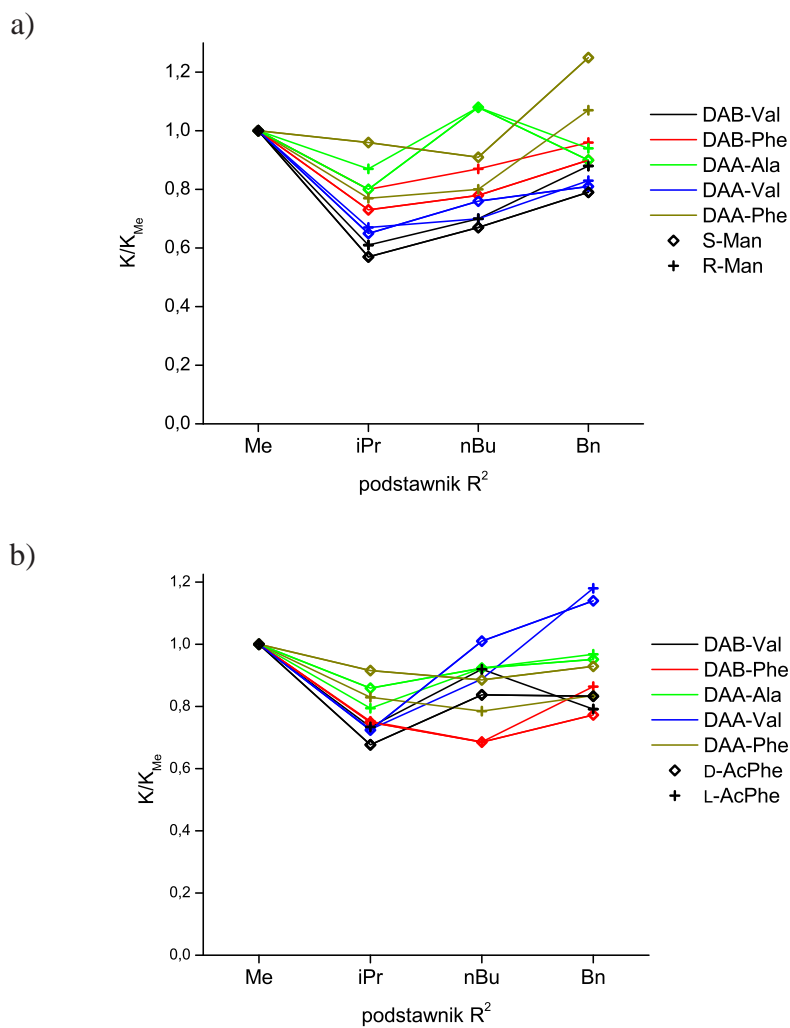 a)
K/K_Me
1,2
1,0
0,8
0,6
0,4
0,2
0,0
Me iPr nBu Bn
podstawnik R²
DAB-Val
DAB-Phe
DAA-Ala
DAA-Val
DAA-Phe
S-Man
R-Man
b)
K/K_Me
1,2
1,0
0,8
0,6
0,4
0,2
0,0
Me iPr nBu Bn
podstawnik R²
DAB-Val
DAB-Phe
DAA-Ala
DAA-Val
DAA-Phe
D-AcPhe
L-AcPhe